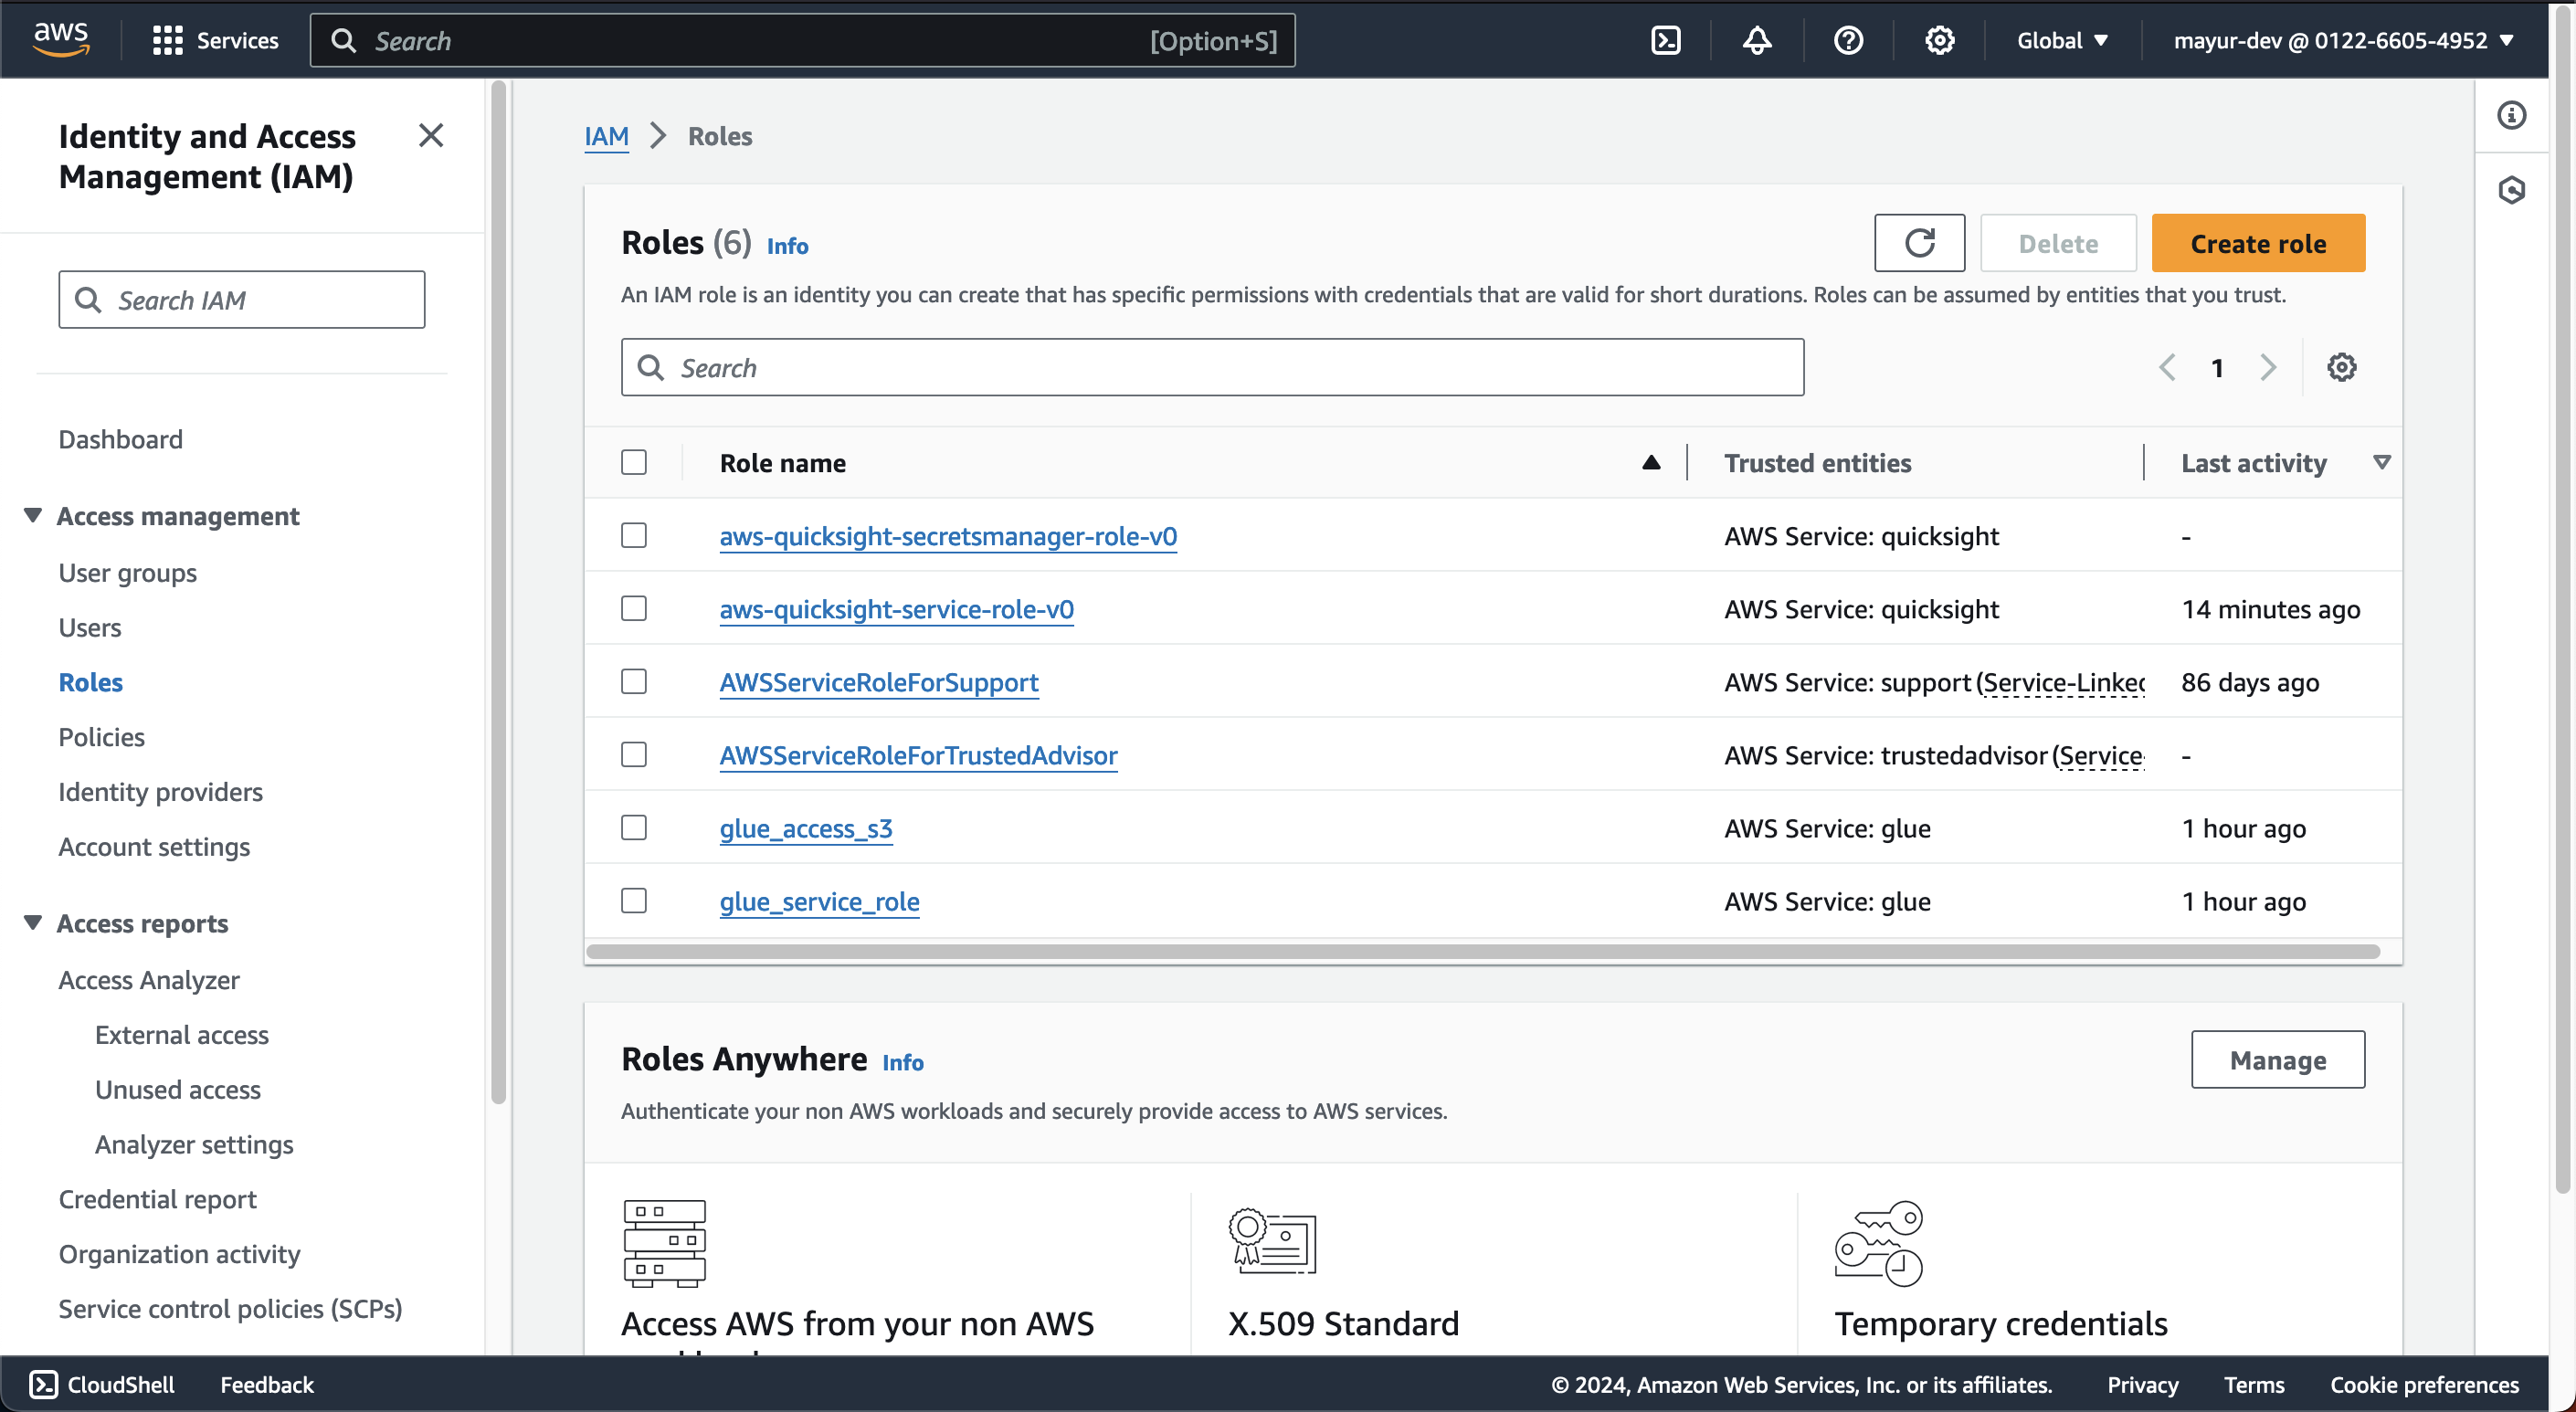 aws
Services
Search
[Option+S]
Global
mayur-dev @ 0122-6605-4952
Identity and Access
Management (IAM)
Search IAM
Dashboard
Access management
User groups
Users
Roles
Policies
Identity providers
Account settings
Access reports
Access Analyzer
External access
Unused access
Analyzer settings
Credential report
Organization activity
Service control policies (SCPs)
IAM
Roles
Roles (6) Info
Delete
Create role
An IAM role is an identity you can create that has specific permissions with credentials that are valid for short durations. Roles can be assumed by entities that you trust.
Search
1
Role name Trusted entities Last activity
aws-quicksight-secretsmanager-role-v0 AWS Service: quicksight -
aws-quicksight-service-role-v0 AWS Service: quicksight 14 minutes ago
AWSServiceRoleForSupport AWS Service: support (Service-Linked 86 days ago
AWSServiceRoleForTrustedAdvisor AWS Service: trustedadvisor (Service- -
glue_access_s3 AWS Service: glue 1 hour ago
glue_service_role AWS Service: glue 1 hour ago
Roles Anywhere Info
Manage
Authenticate your non AWS workloads and securely provide access to AWS services.
Access AWS from your non AWS
X.509 Standard
Temporary credentials
CloudShell
Feedback
© 2024, Amazon Web Services, Inc. or its affiliates.
Privacy
Terms
Cookie preferences